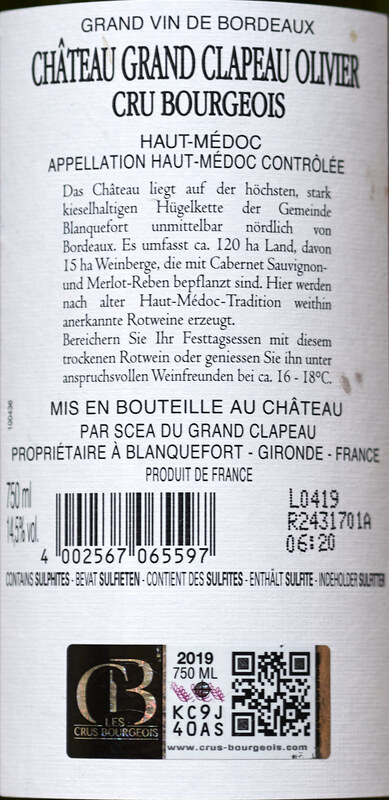 GRAND VIN DE BORDEAUX
CHÂTEAU GRAND CLAPEAU OLIVIER
CRU BOURGEOIS
HAUT-MÉDOC
APPELLATION HAUT-MÉDOC CONTRÔLÉE
Das Château liegt auf der höchsten, stark
kieselhaltigen Hügelkette der Gemeinde
Blanquefort unmittelbar nördlich von
Bordeaux. Es umfasst ca. 120 ha Land, davon
15 ha Weinberge, die mit Cabernet Sauvignon-
und Merlot-Reben bepflanzt sind. Hier werden
nach alter Haut-Médoc-Tradition weithin
anerkannte Rotweine erzeugt.
Bereichern Sie Ihr Festtagsessen mit diesem
trockenen Rotwein oder geniessen Sie ihn unter
anspruchsvollen Weinfreunden bei ca. 16 - 18°C.
100436
MIS EN BOUTEILLE AU CHÂTEAU
PAR SCEA DU GRAND CLAPEAU
PROPRIÉTAIRE À BLANQUEFORT - GIRONDE - FRANCE
PRODUIT DE FRANCE
750 ml
14,5% vol.
4 002567 065597
L0419
R2431701A
06:20
CONTAINS SULPHITES - BEVAT SULFIETEN - CONTIENT DES SULFITES - ENTHÄLT SULFITE - INDEHOLDER SULFITTER
CB
LES
CRUS BOURGEOIS
2019
750 ML
KC9J
40AS
www.crus-bourgeois.com